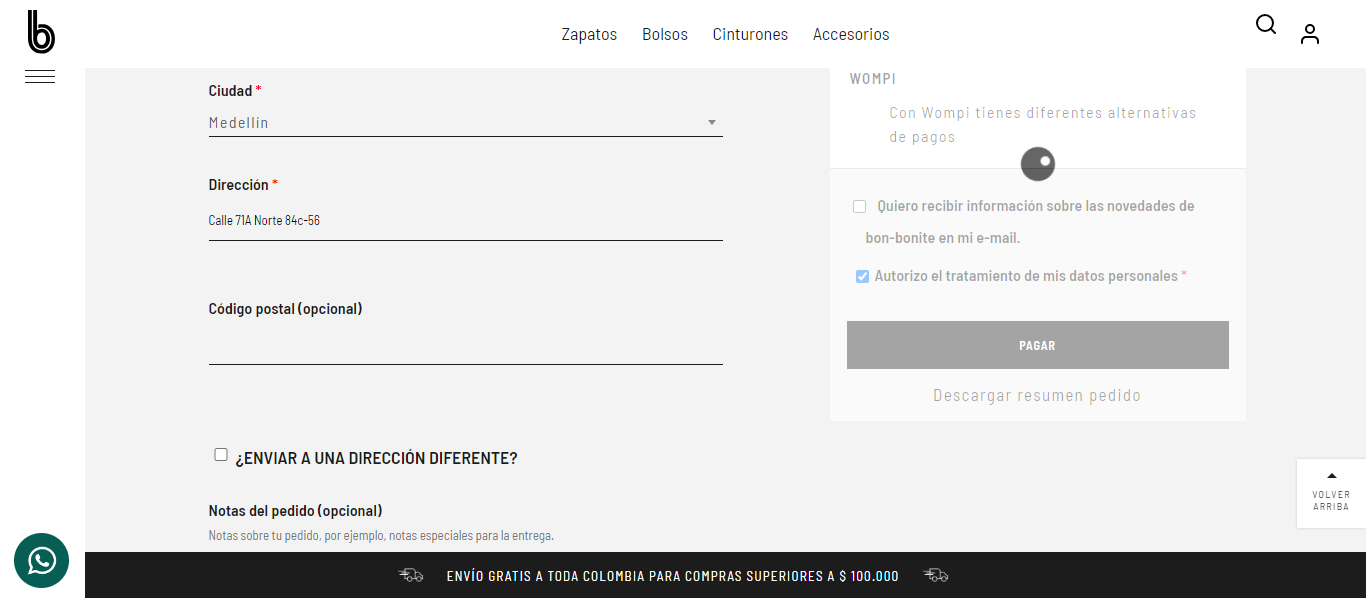 b
Zapatos Bolsos Cinturones Accesorios
Ciudad *
Medellín
Dirección *
Calle 71A Norte 84c-56
Código postal (opcional)
¿ENVIAR A UNA DIRECCIÓN DIFERENTE?
Notas del pedido (opcional)
Notas sobre tu pedido, por ejemplo, notas especiales para la entrega.
WOMPI
Con Wompi tienes diferentes alternativas
de pagos
Quiero recibir información sobre las novedades de
bon-bonite en mi e-mail.
Autorizo el tratamiento de mis datos personales *
PAGAR
Descargar resumen pedido
VOLVER
ARRIBA
ENVÍO GRATIS A TODA COLOMBIA PARA COMPRAS SUPERIORES A $ 100.000